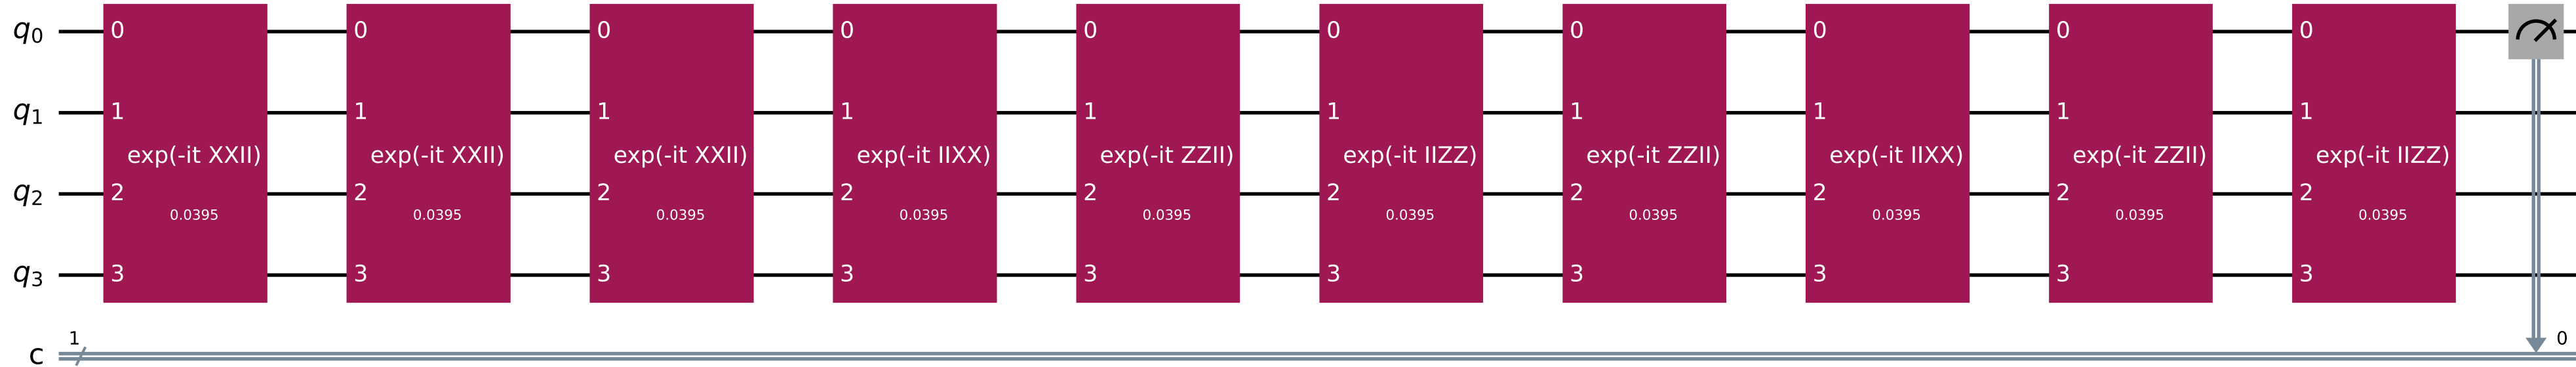 q0 0 0 0 0 0 0 0 0 0 0
q1 1 1 1 1 1 1 1 1 1 1
exp(-it XXII) exp(-it XXII) exp(-it XXII) exp(-it IIXX) exp(-it ZZII) exp(-it IIZZ) exp(-it ZZII) exp(-it IIXX) exp(-it ZZII) exp(-it IIZZ)
q2 2 2 2 2 2 2 2 2 2 2
0.0395 0.0395 0.0395 0.0395 0.0395 0.0395 0.0395 0.0395 0.0395 0.0395
q3 3 3 3 3 3 3 3 3 3 3
1 0
c